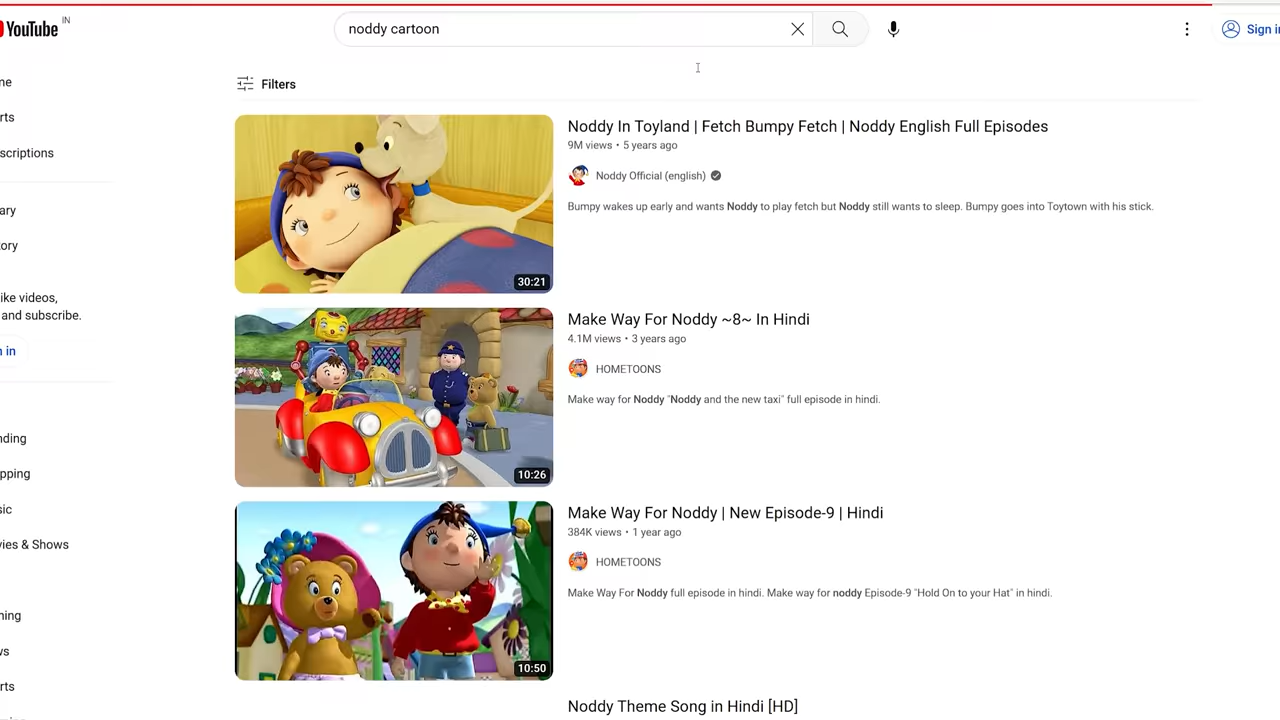 YouTube IN
noddy cartoon
Sign in
ne
rts
scriptions
ary
ory
ike videos,
and subscribe.
in
nding
pping
sic
vies & Shows
ning
ws
rts
Filters
30:21
Noddy In Toyland | Fetch Bumpy Fetch | Noddy English Full Episodes
9M views • 5 years ago
Noddy Official (english)
Bumpy wakes up early and wants Noddy to play fetch but Noddy still wants to sleep. Bumpy goes into Toytown with his stick.
10:26
Make Way For Noddy ~8~ In Hindi
4.1M views • 3 years ago
HOMETOONS
Make way for Noddy "Noddy and the new taxi" full episode in hindi.
10:50
Make Way For Noddy | New Episode-9 | Hindi
384K views • 1 year ago
HOMETOONS
Make Way For Noddy full episode in hindi. Make way for noddy Episode-9 "Hold On to your Hat" in hindi.
Noddy Theme Song in Hindi [HD]